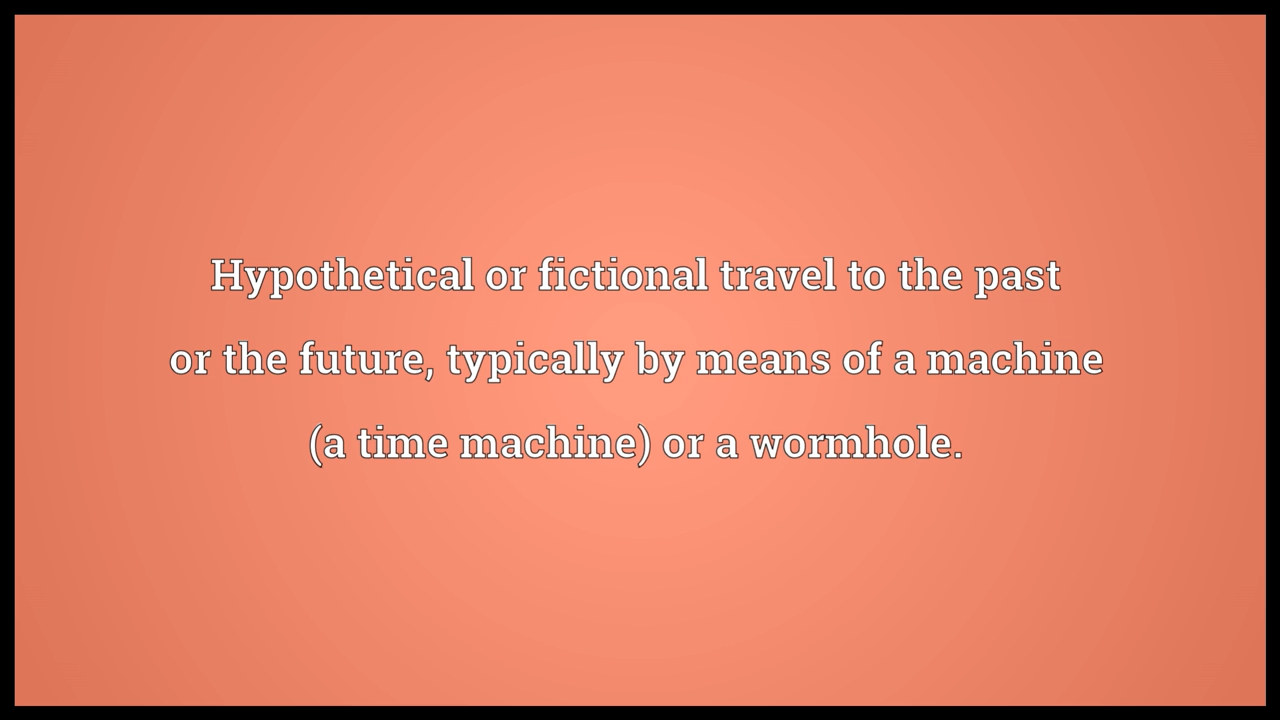 Hypothetical or fictional travel to the past
or the future, typically by means of a machine
(a time machine) or a wormhole.